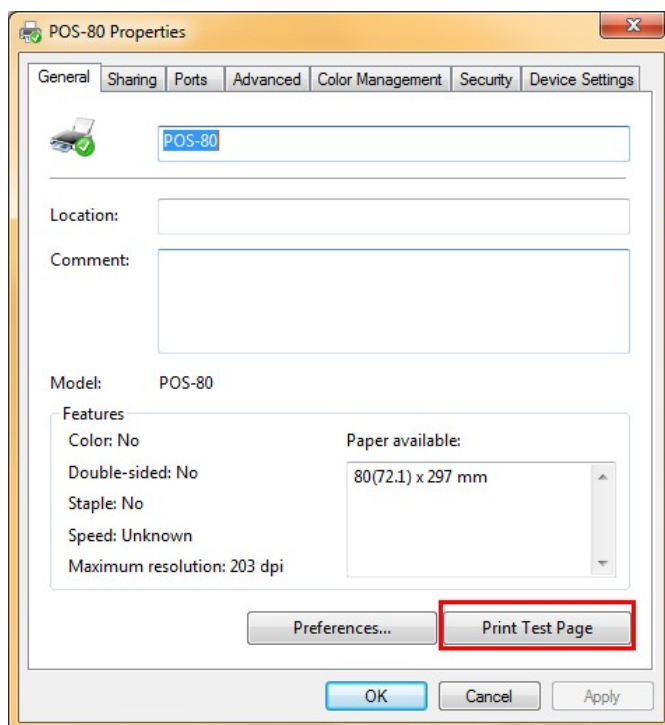 POS-80 Properties
General Sharing Ports Advanced Color Management Security Device Settings
POS-80
Location:
Comment:
Model: POS-80
Features
Color: No
Paper available:
Double-sided: No
80(72.1) x 297 mm
Staple: No
Speed: Unknown
Maximum resolution: 203 dpi
Preferences... Print Test Page
OK Cancel Apply